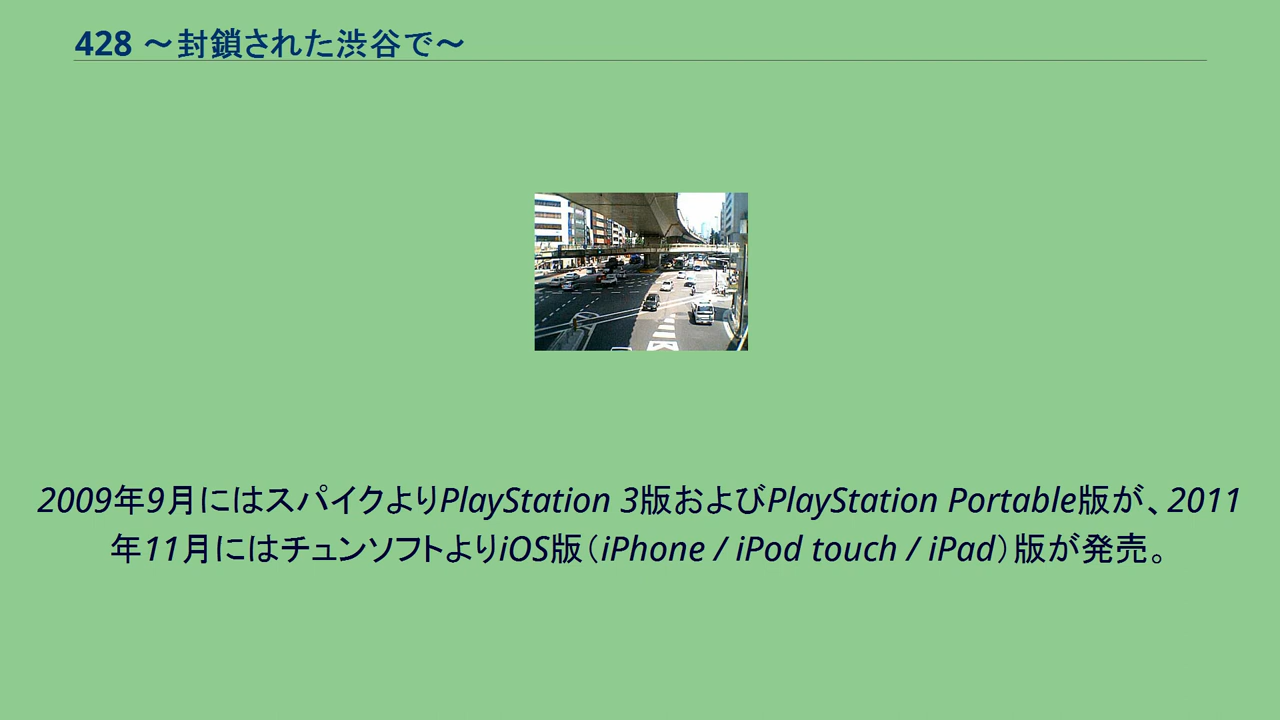 428 〜封鎖された渋谷で〜
2009年9月にはスパイクよりPlayStation 3版およびPlayStation Portable版が、2011
年11月にはチュンソフトよりiOS版（iPhone / iPod touch / iPad）版が発売。